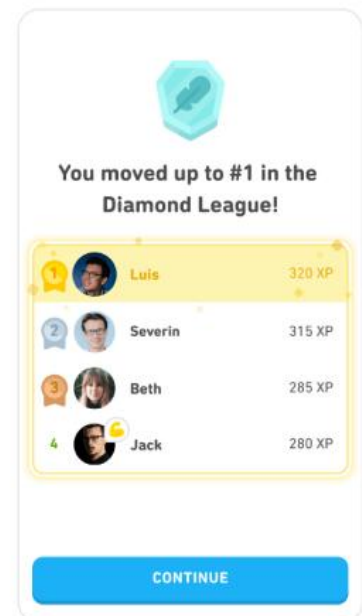 You moved up to #1 in the
Diamond League!
1 Luis 320 XP
2 Severin 315 XP
3 Beth 285 XP
4 Jack 280 XP
CONTINUE